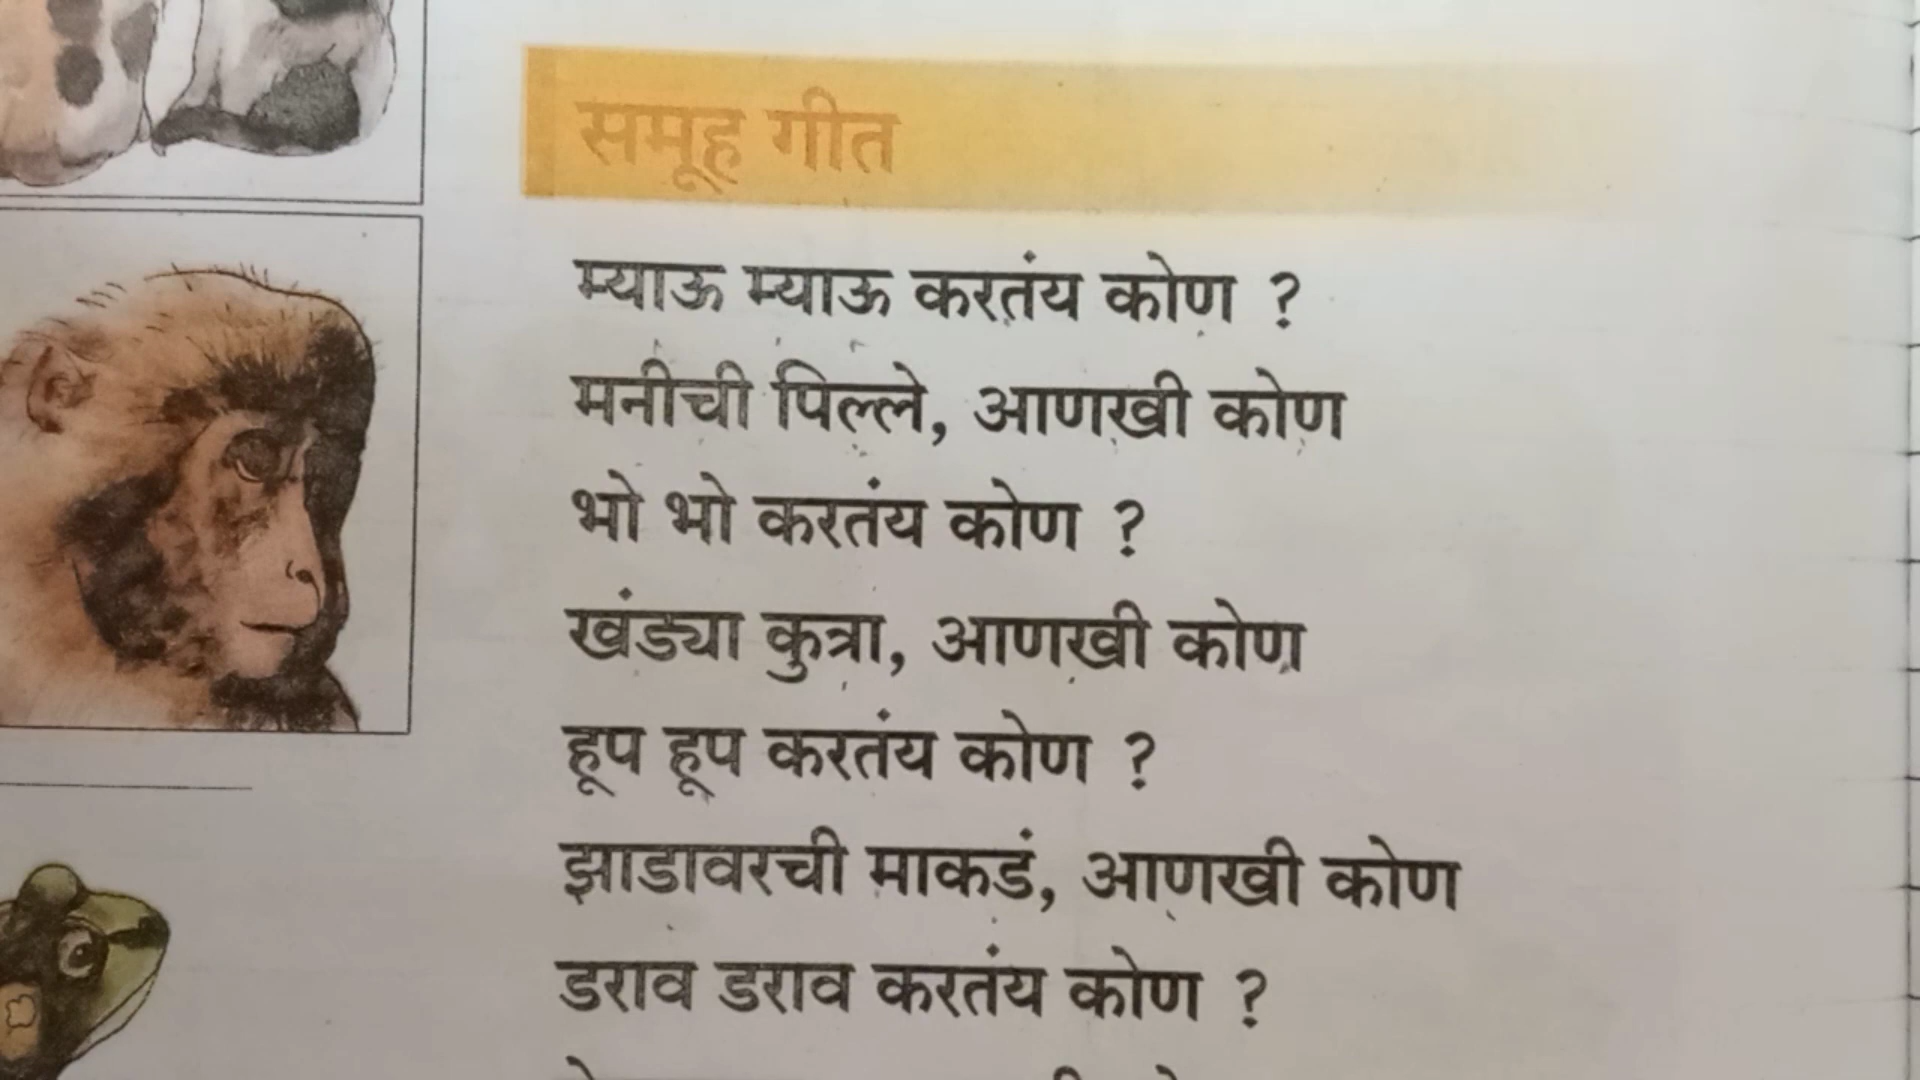 समूह गीत
म्याऊ म्याऊ करतंय कोण ?
मनीची पिल्ले, आणखी कोण
भो भो करतंय कोण ?
खंड्या कुत्रा, आणखी कोण
हूप हूप करतंय कोण ?
झाडावरची माकडं, आणखी कोण
डराव डराव करतंय कोण ?